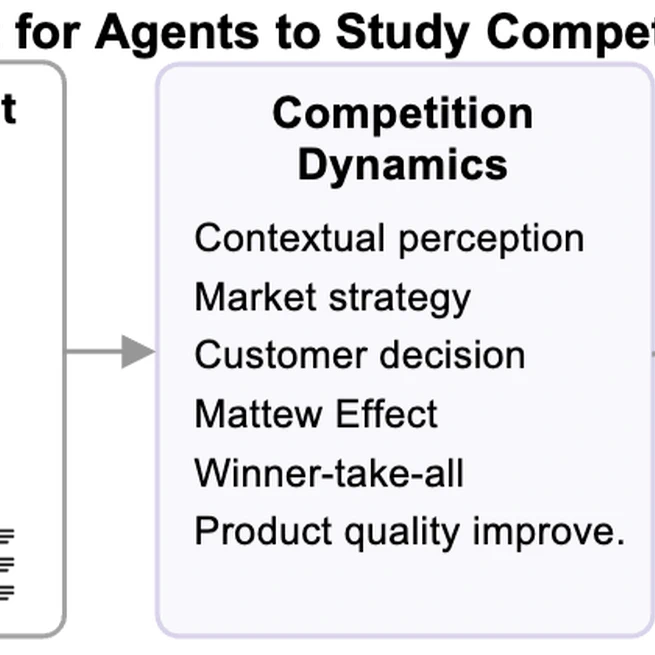 for Agents to Study Compet
t
Competition
Dynamics
Contextual perception
Market strategy
Customer decision
Mattew Effect
Winner-take-all
Product quality improve.